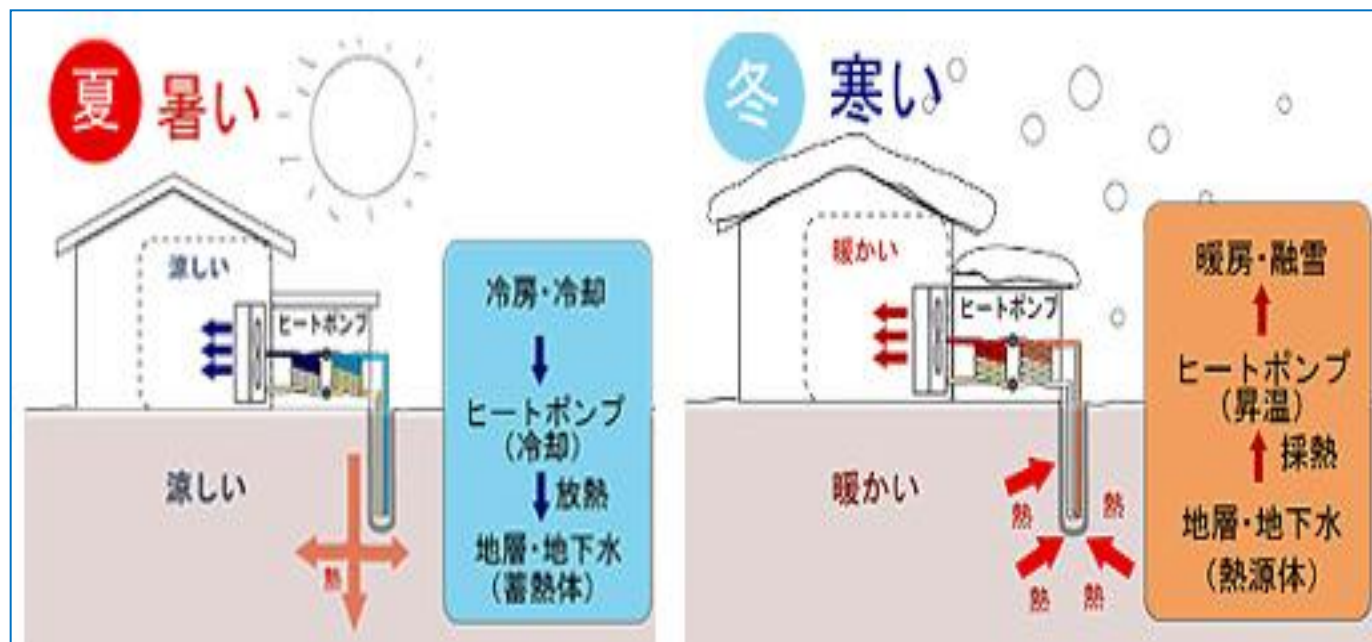 夏
暑い
涼しい
ヒートポンプ
涼しい
熱
冷房・冷却
ヒートポンプ
(冷却)
放熱
地層・地下水
(蓄熱体)
冬
寒い
暖かい
ヒートポンプ
暖かい
熱
熱
熱
熱
暖房・融雪
ヒートポンプ
(昇温)
採熱
地層・地下水
(熱源体)